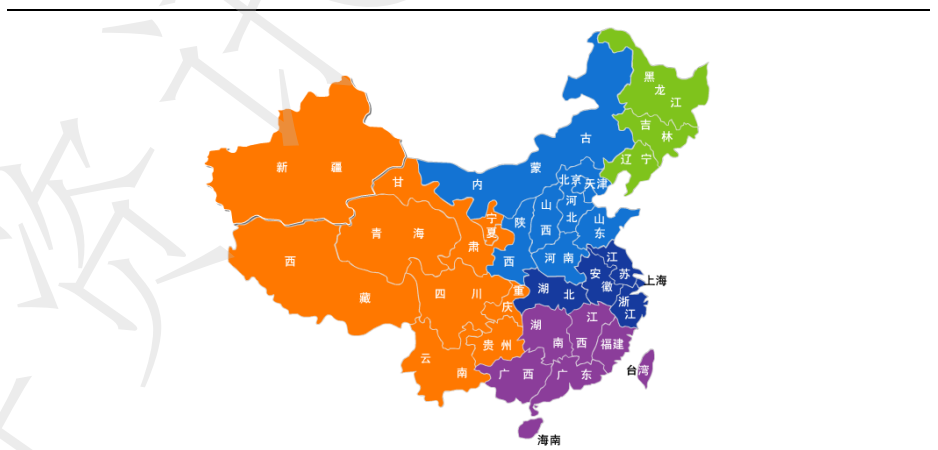 黑龙江
吉林
辽宁
内蒙古
北京
天津
河北
山西
山东
陕西
河南
宁夏
甘肃
新疆
青海
西藏
四川
重庆
贵州
云南
湖北
安徽
江苏
上海
浙江
湖南
江西
福建
广西
广东
台湾
海南